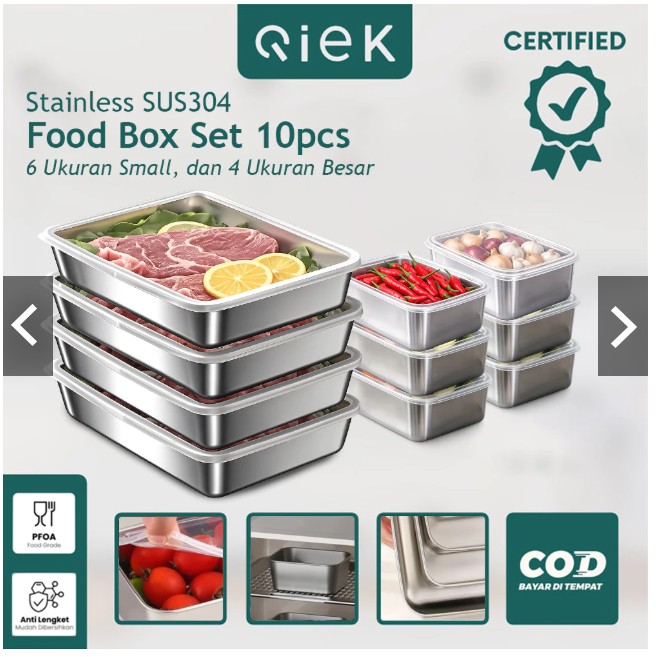 QieK
CERTIFIED
Stainless SUS304
Food Box Set 10pcs
6 Ukuran Small, dan 4 Ukuran Besar
PFOA
Food Grade
Anti Lengket
Mudah Dibersihkan
COD
BAYAR DI TEMPAT